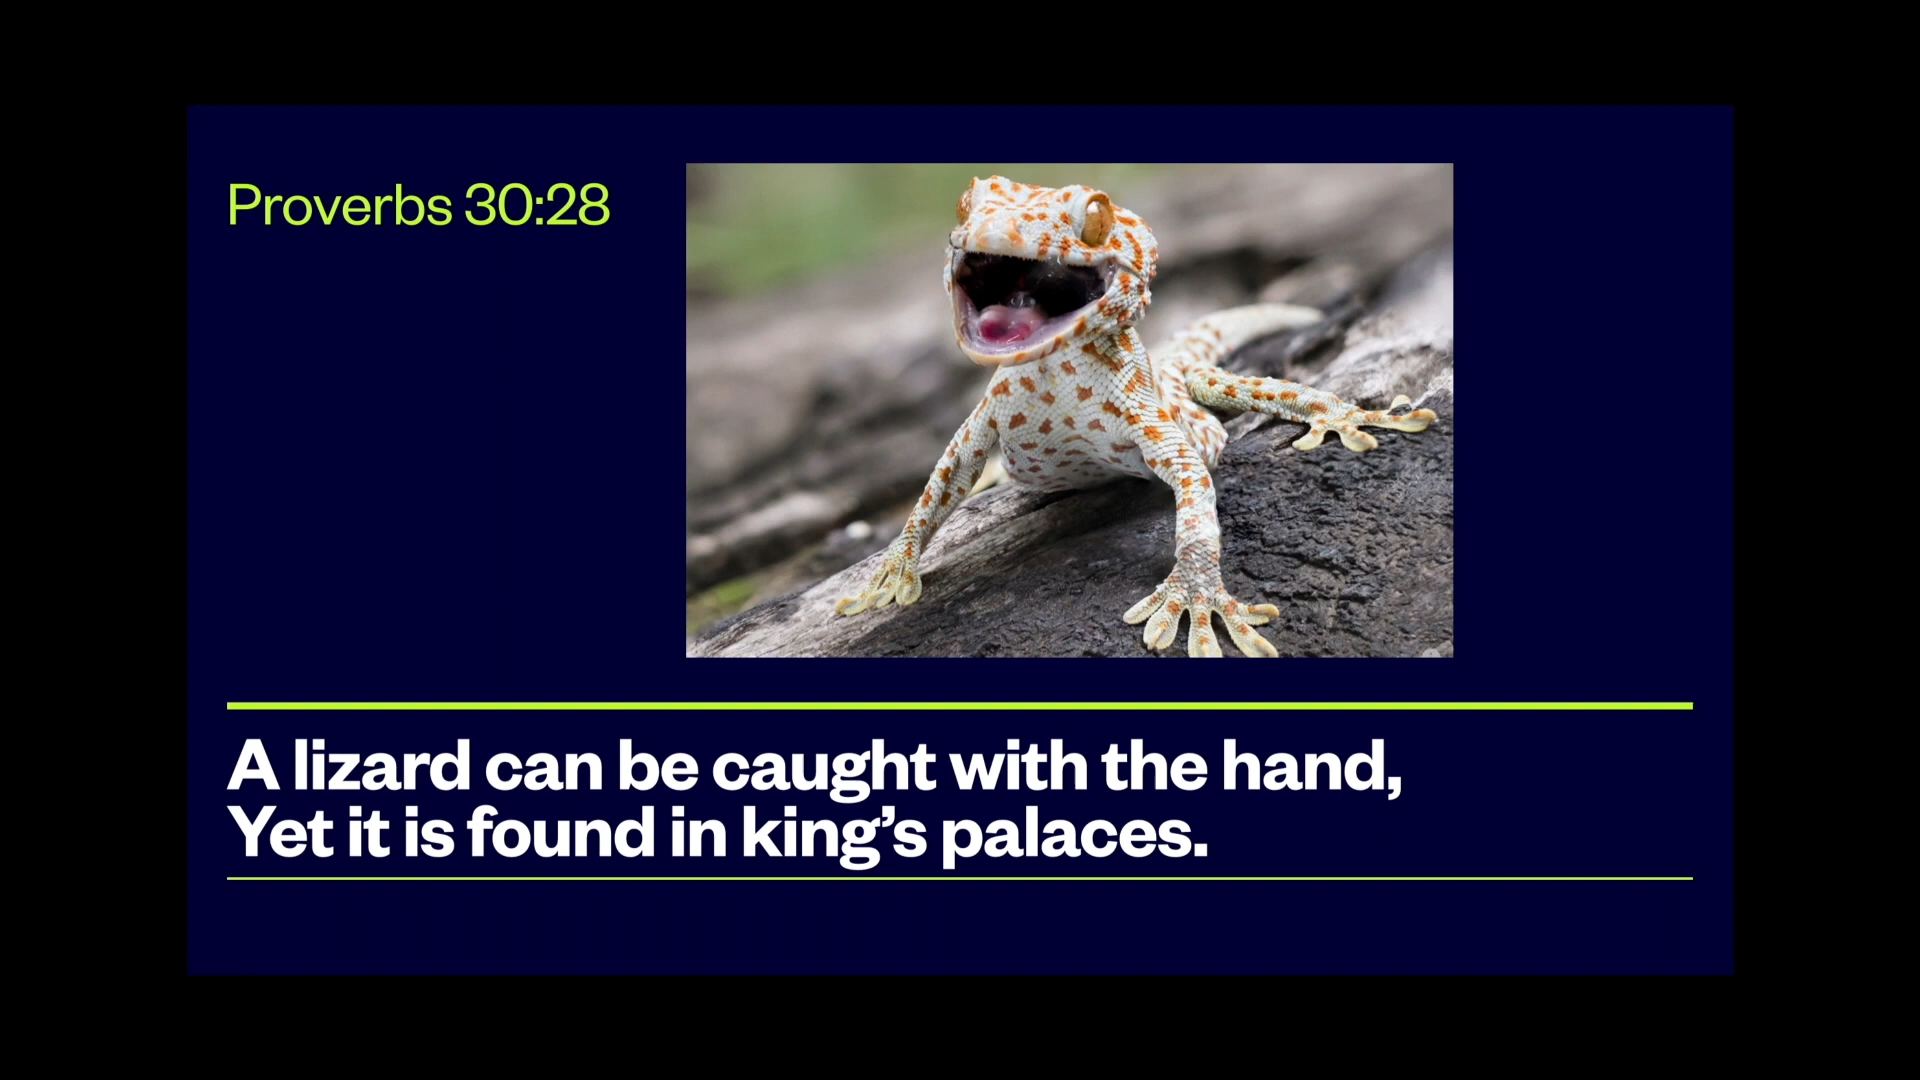 Proverbs 30:28
A lizard can be caught with the hand,
Yet it is found in king’s palaces.